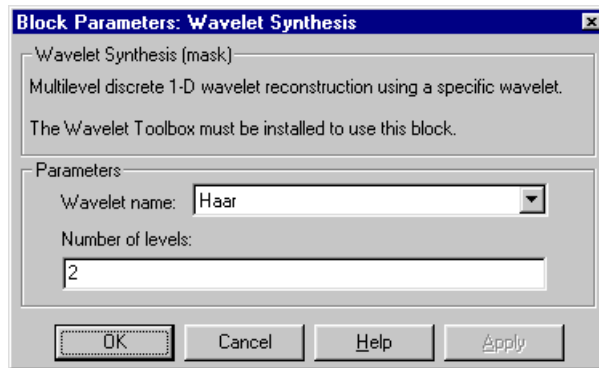 Block Parameters: Wavelet Synthesis
Wavelet Synthesis (mask)
Multilevel discrete 1-D wavelet reconstruction using a specific wavelet.
The Wavelet Toolbox must be installed to use this block.
Parameters
Wavelet name: Haar
Number of levels:
2
OK Cancel Help Apply